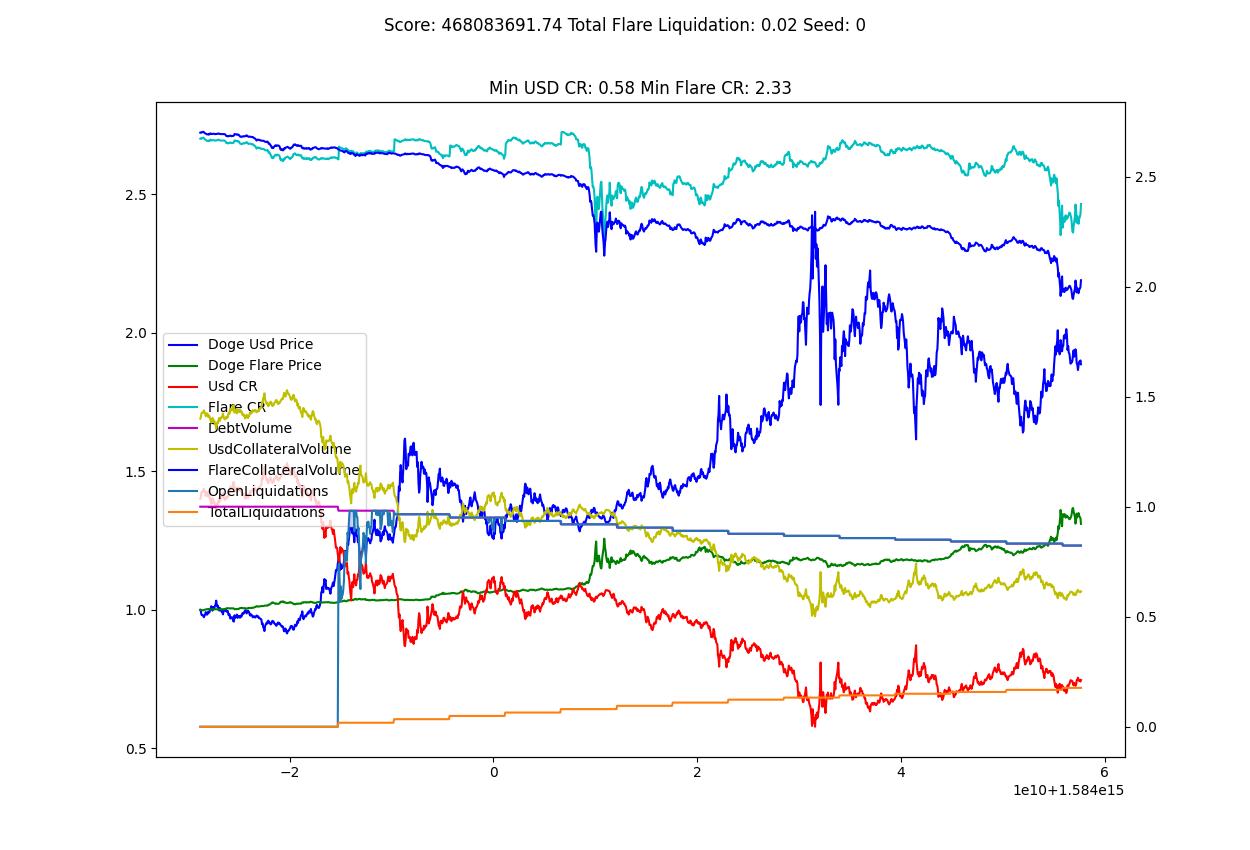 Score: 468083691.74 Total Flare Liquidation: 0.02 Seed: 0
Min USD CR: 0.58 Min Flare CR: 2.33
2.5
2.0
1.5
1.0
0.5
2.5
2.0
1.5
1.0
0.5
0.0
Doge Usd Price
Doge Flare Price
Usd CR
Flare CR
DebtVolume
UsdCollateralVolume
FlareCollateralVolume
OpenLiquidations
TotalLiquidations
−2
0
2
4
6
1e10+1.584e15